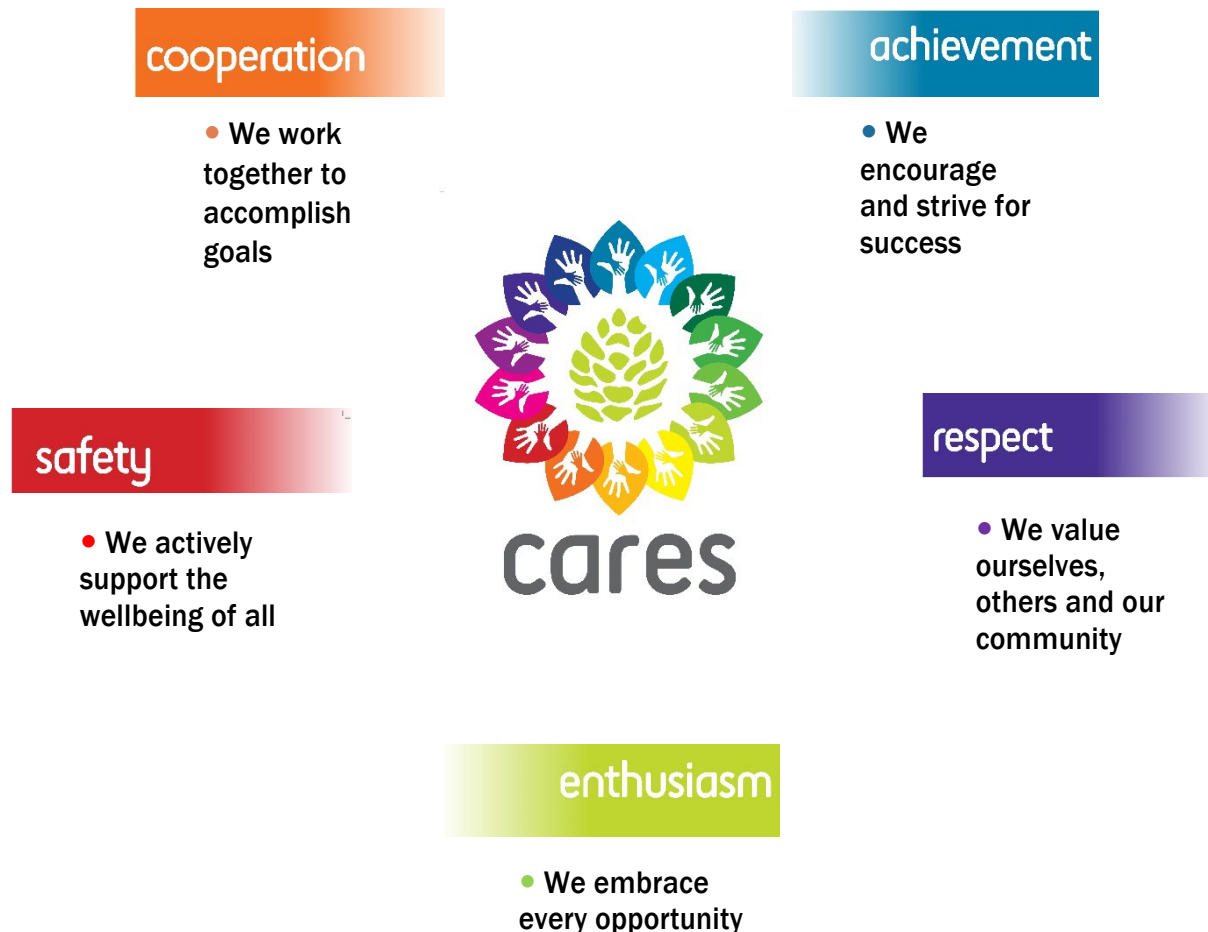 cooperation
• We work
together to
accomplish
goals
achievement
• We
encourage
and strive for
success
safety
• We actively
support the
wellbeing of all
cares
respect
• We value
ourselves,
others and our
community
enthusiasm
• We embrace
every opportunity